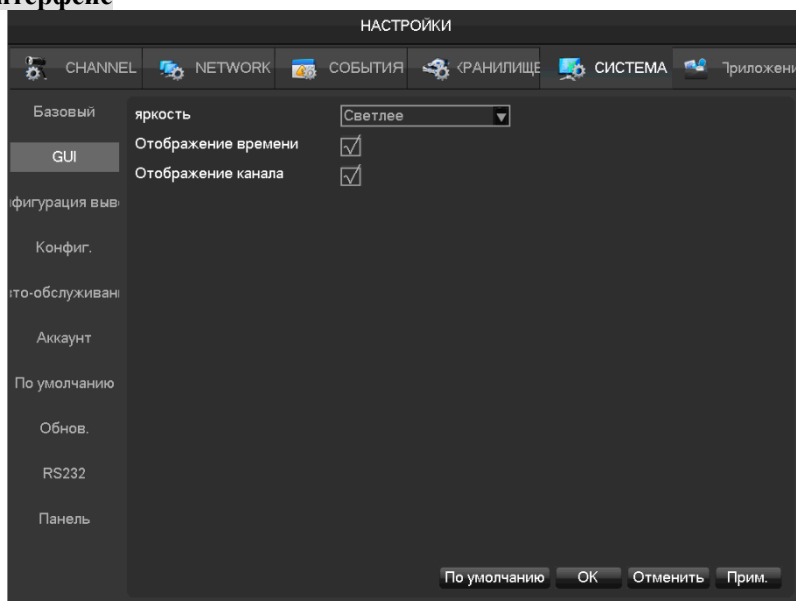 НАСТРОЙКИ
CHANNEL NETWORK СОБЫТИЯ СИСТЕМА
Базовый
яркость Светлее
Отображение времени
GUI
Отображение канала
Конфиг.
Аккаунт
По умолчанию
Обнов.
RS232
Панель
По умолчанию OK Отменить Прим.